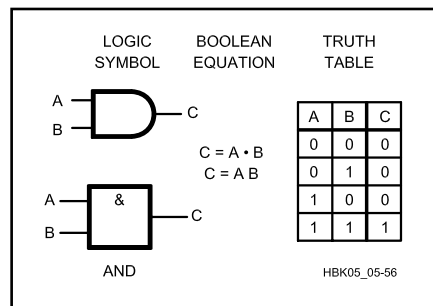 LOGIC SYMBOL
BOOLEAN EQUATION
TRUTH TABLE
A
B
C
C = A • B
C = A B
A
B
&
C
AND
A B C
0 0 0
0 1 0
1 0 0
1 1 1
HBK05_05-56